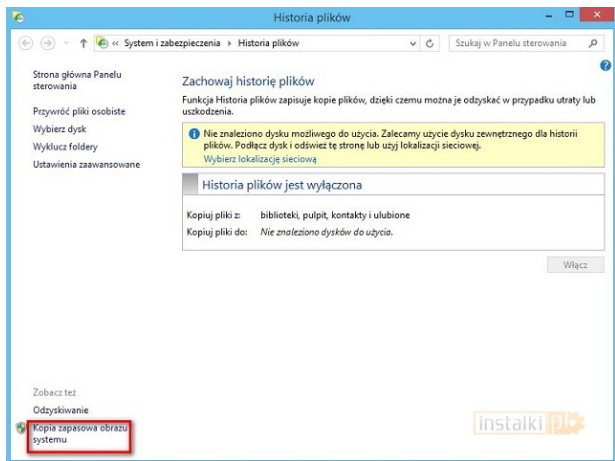 Historia plików
« System i zabezpieczenia
Historia plików
Szukaj w Panelu sterowania
Strona główna Panelu
sterowania
Przywróć pliki osobiste
Wybierz dysk
Wyklucz foldery
Ustawienia zaawansowane
Zachowaj historię plików
Funkcja Historia plików zapisuje kopie plików, dzięki czemu można je odzyskać w przypadku utraty lub
uszkodzenia.
Nie znaleziono dysku możliwego do użycia. Zalecamy użycie dysku zewnętrznego dla historii
plików. Podłącz dysk i odśwież tę stronę lub użyj lokalizacji sieciowej.
Wybierz lokalizację sieciową
Historia plików jest wyłączona
Kopiuj pliki z: biblioteki, pulpit, kontakty i ulubione
Kopiuj pliki do: Nie znaleziono dysków do użycia.
Włącz
Zobacz też
Odzyskiwanie
Kopia zapasowa obrazu
systemu
instalki pl